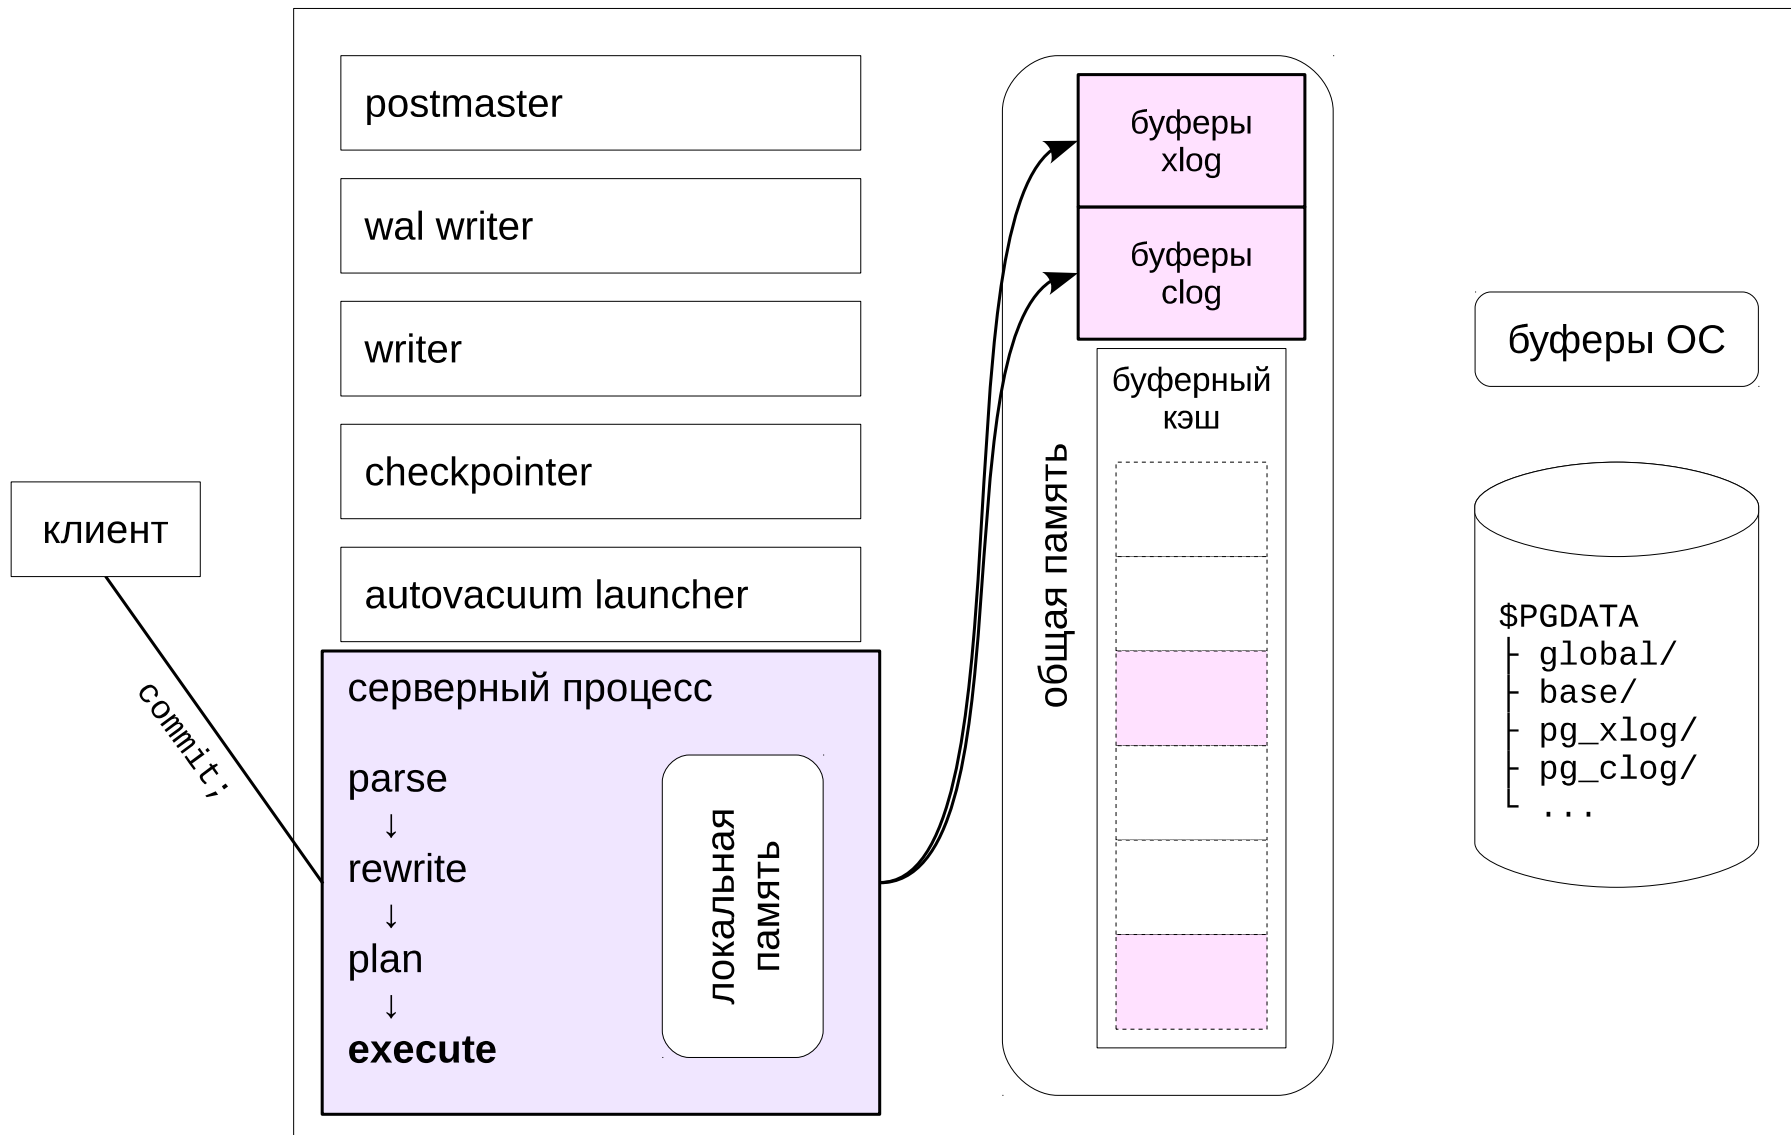 postmaster
wal writer
writer
checkpointer
autovacuum launcher
клиент
commit;
серверный процесс
parse
↓
rewrite
↓
plan
↓
execute
локальная
память
общая память
буферы
xlog
буферы
clog
буферный
кэш
буферы ОС
$PGDATA
├ global/
├ base/
├ pg_xlog/
├ pg_clog/
└ ...